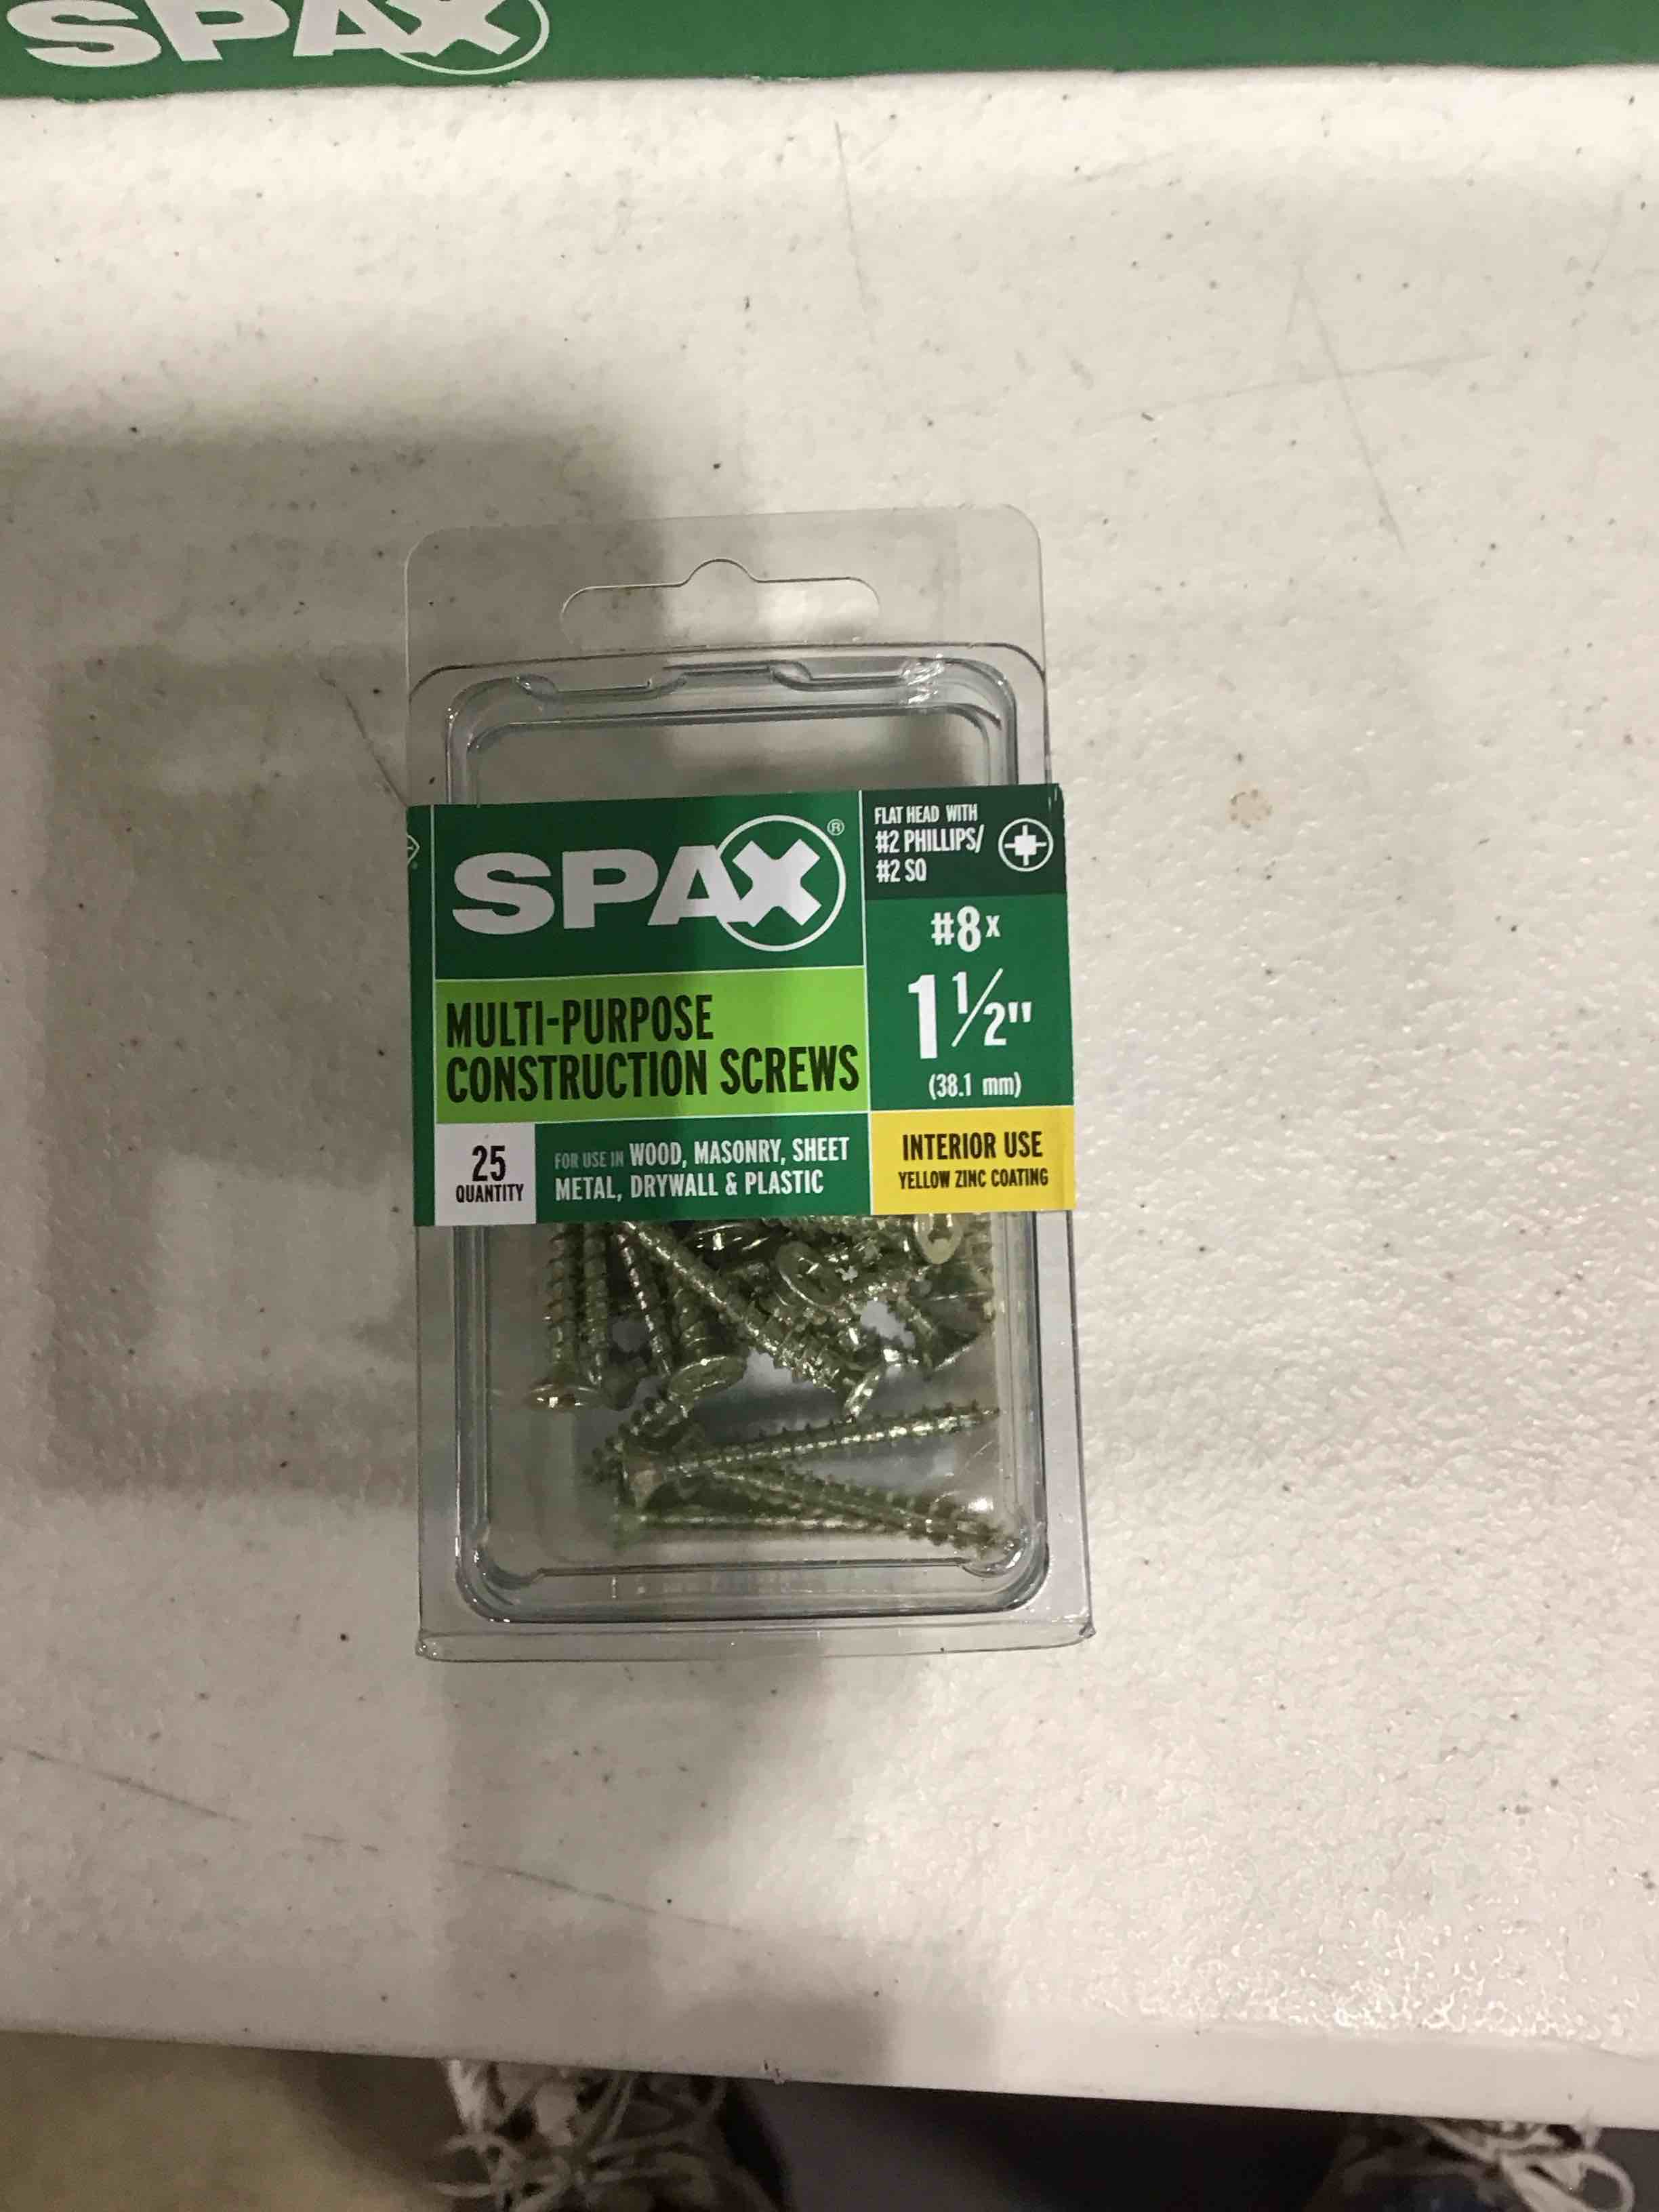 SPAX
SPAX®
FLAT HEAD WITH
#2 PHILLIPS/
#2 SQ
#8x
1 1/2"
(38.1 mm)
MULTI-PURPOSE
CONSTRUCTION SCREWS
25
QUANTITY
FOR USE IN WOOD, MASONRY, SHEET
METAL, DRYWALL & PLASTIC
INTERIOR USE
YELLOW ZINC COATING